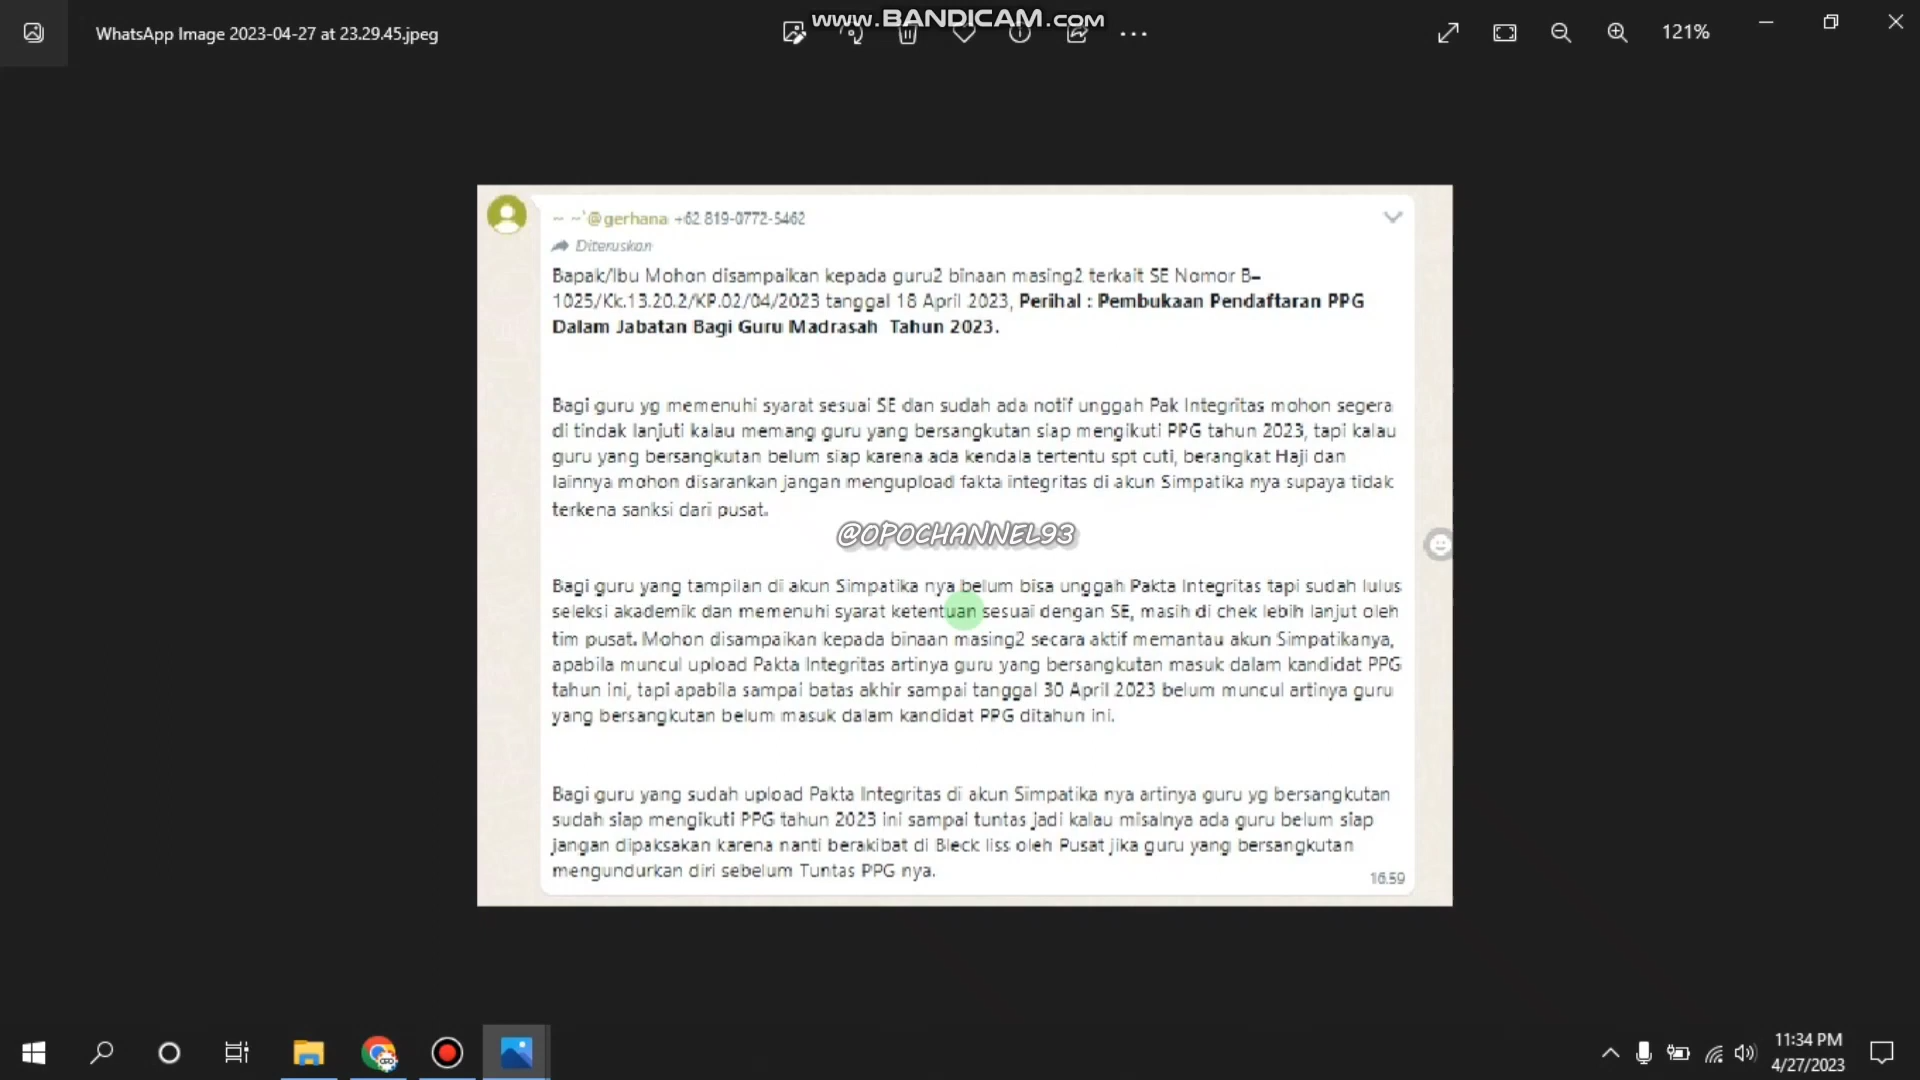 www.BANDICAM.com
WhatsApp Image 2023-04-27 at 23.29.45.jpeg
121%
~ ~`@gerhana +62 819-0772-5462
Diteruskan
Bapak/Ibu Mohon disampaikan kepada guru2 binaan masing2 terkait SE Nomor B–
1025/Kk.13.20.2/KP.02/04/2023 tanggal 18 April 2023, Perihal : Pembukaan Pendaftaran PPG
Dalam Jabatan Bagi Guru Madrasah Tahun 2023.
Bagi guru yg memenuhi syarat sesuai SE dan sudah ada notif unggah Pak Integritas mohon segera
di tindak lanjuti kalau memang guru yang bersangkutan siap mengikuti PPG tahun 2023, tapi kalau
guru yang bersangkutan belum siap karena ada kendala tertentu spt cuti, berangkat Haji dan
lainnya mohon disarankan jangan mengupload fakta integritas di akun Simpatika nya supaya tidak
terkena sanksi dari pusat.
@OPOCHANNEL93
Bagi guru yang tampilan di akun Simpatika nya belum bisa unggah Pakta Integritas tapi sudah lulus
seleksi akademik dan memenuhi syarat ketentuan sesuai dengan SE, masih di chek lebih lanjut oleh
tim pusat. Mohon disampaikan kepada binaan masing2 secara aktif memantau akun Simpatikanya,
apabila muncul upload Pakta Integritas artinya guru yang bersangkutan masuk dalam kandidat PPG
tahun ini, tapi apabila sampai batas akhir sampai tanggal 30 April 2023 belum muncul artinya guru
yang bersangkutan belum masuk dalam kandidat PPG ditahun ini.
Bagi guru yang sudah upload Pakta Integritas di akun Simpatika nya artinya guru yg bersangkutan
sudah siap mengikuti PPG tahun 2023 ini sampai tuntas jadi kalau misalnya ada guru belum siap
jangan dipaksakan karena nanti berakibat di Bleck liss oleh Pusat jika guru yang bersangkutan
mengundurkan diri sebelum Tuntas PPG nya.
16.59
11:34 PM
4/27/2023